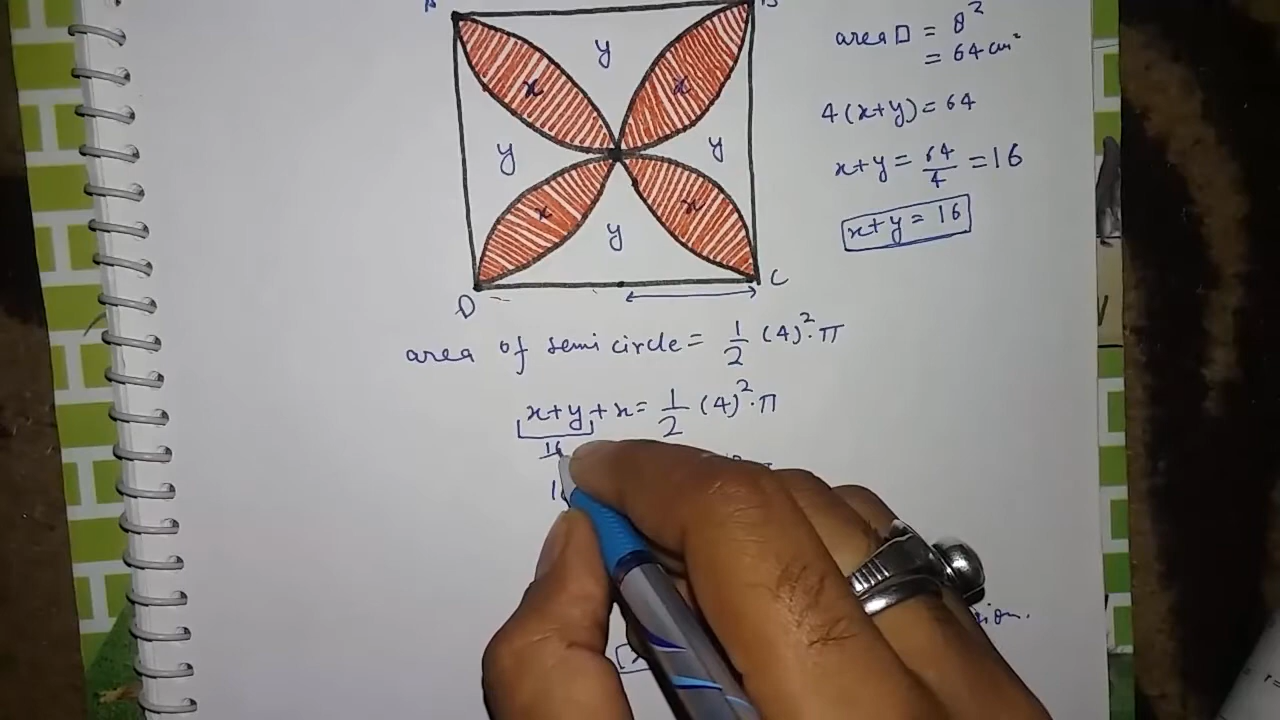 y
x
x
y
y
x
x
y
D
C
area □ = 8²
= 64 cm²
4(x+y) = 64
x+y = 64/4 = 16
x+y = 16
area of semi circle = 1/2 (4)².π
x+y + x = 1/2 (4)².π
16